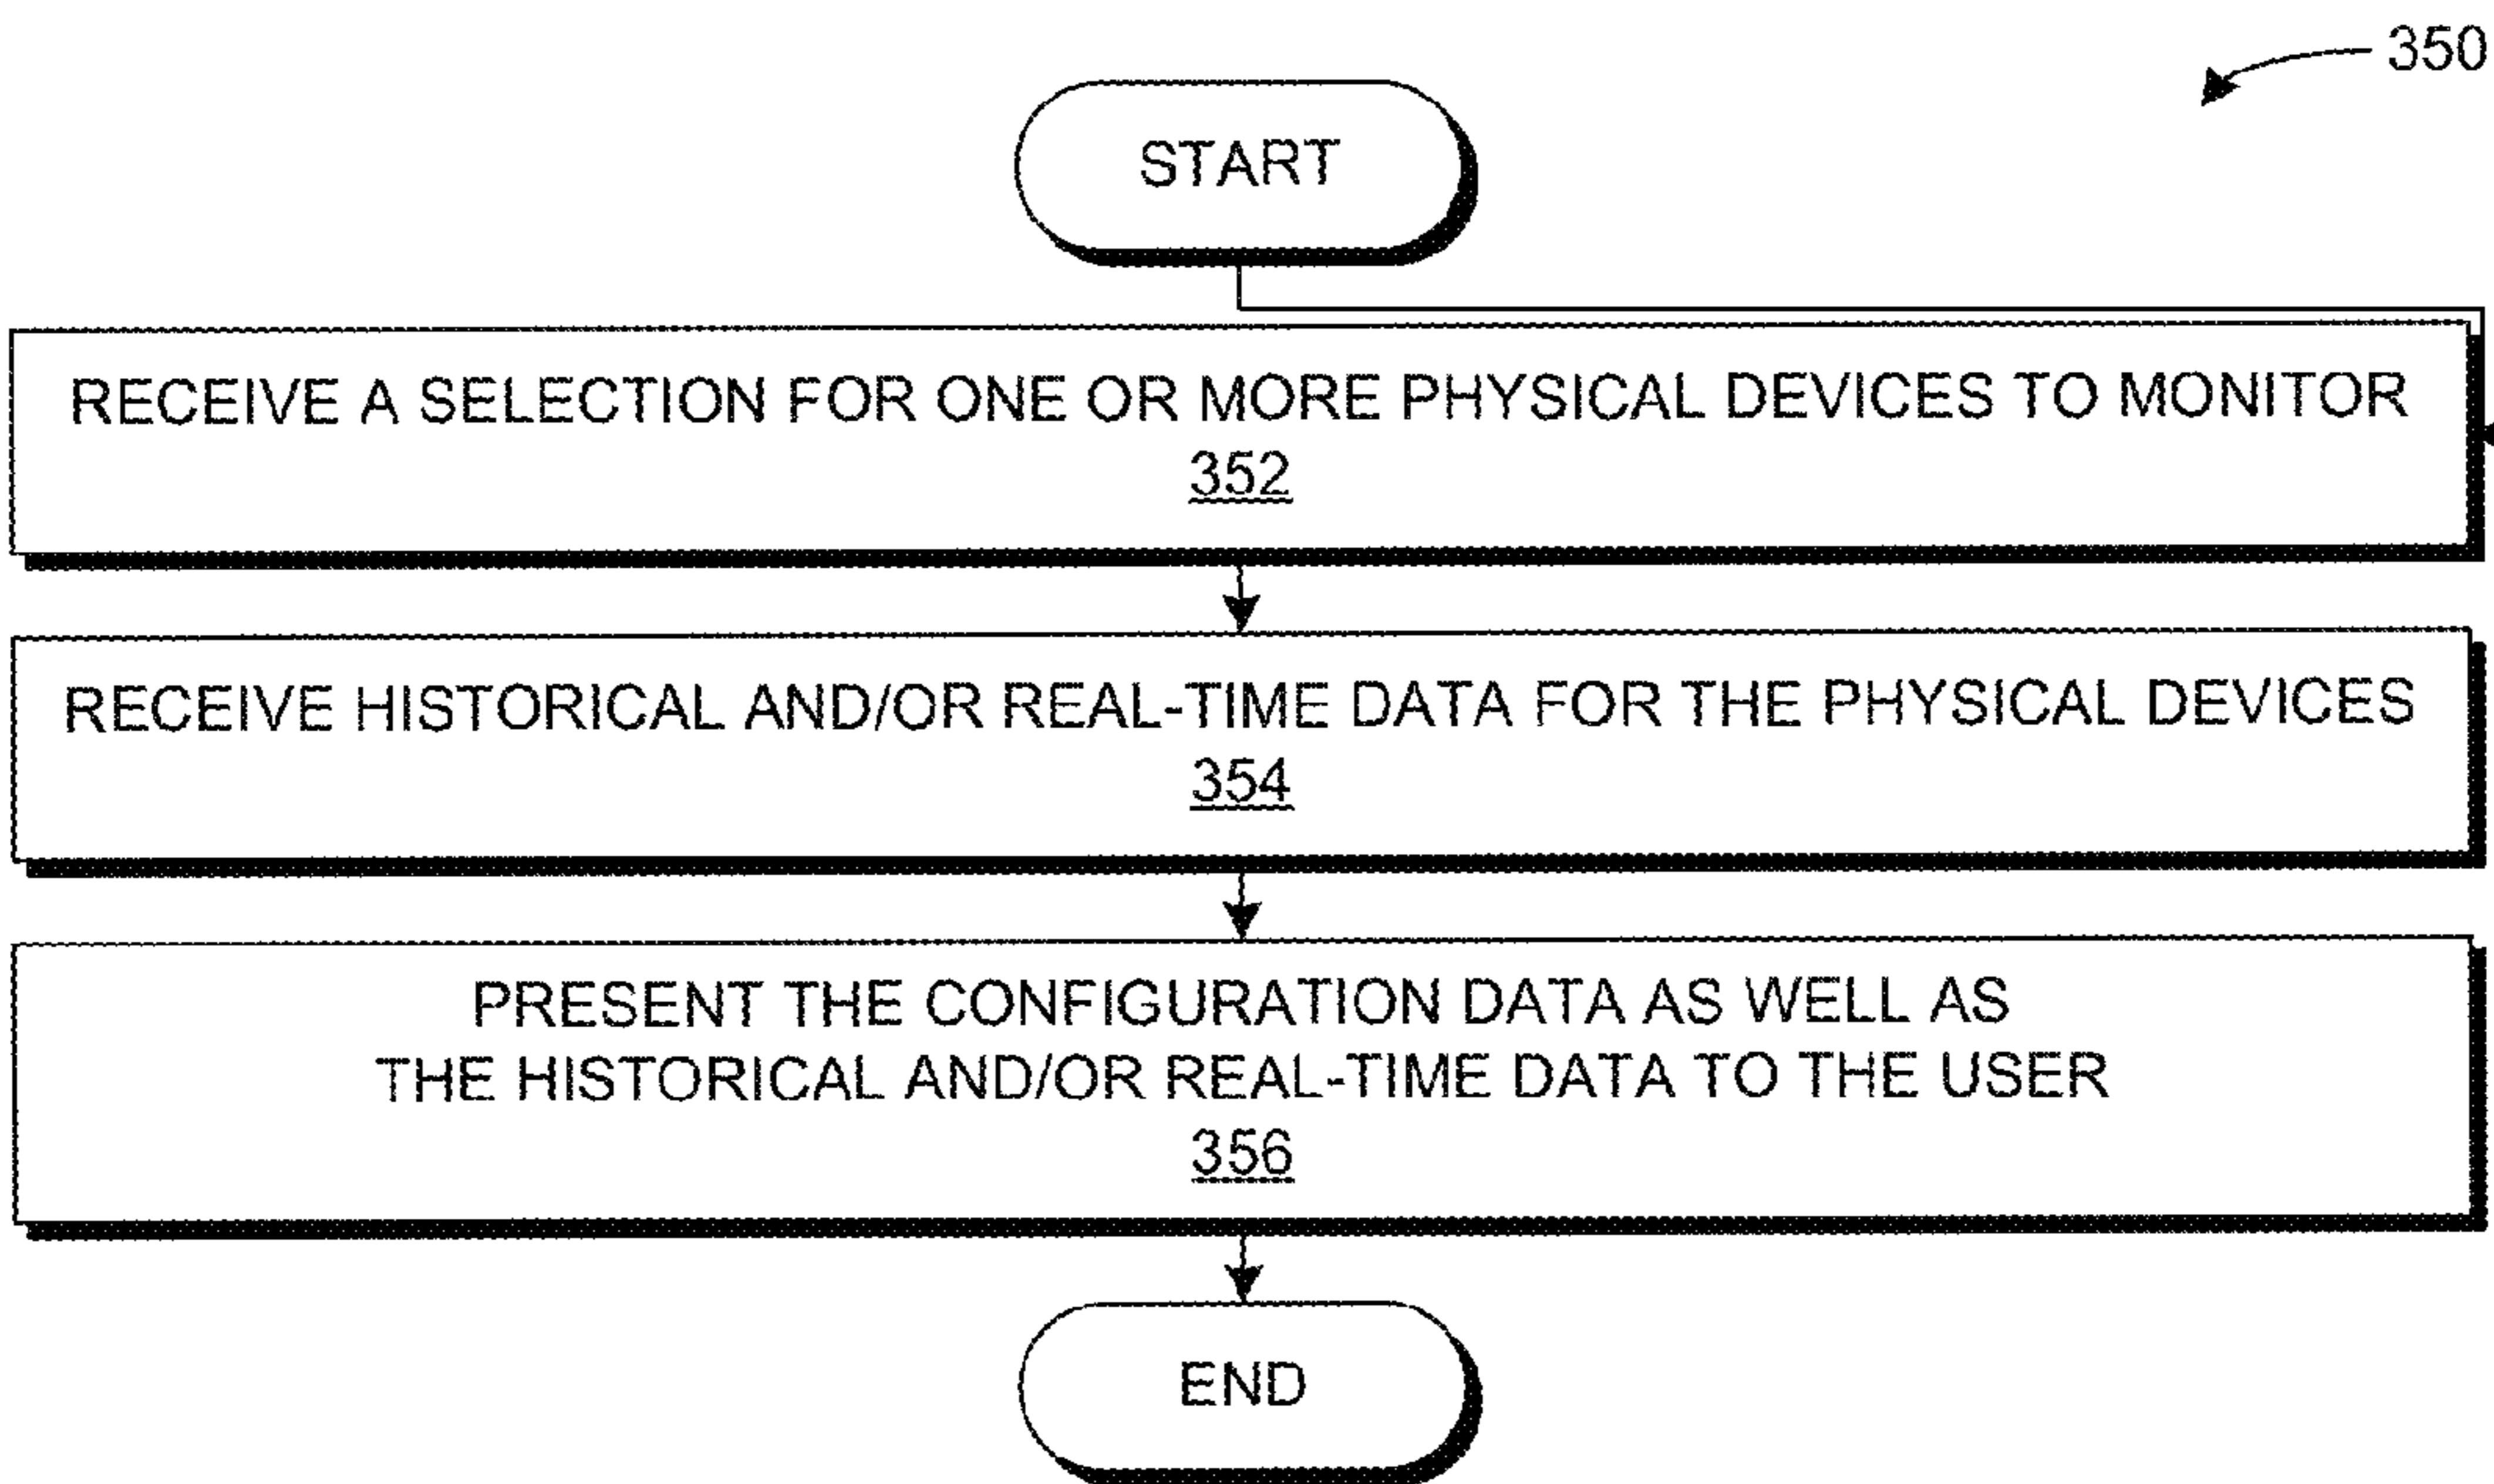 350
START
RECEIVE A SELECTION FOR ONE OR MORE PHYSICAL DEVICES TO MONITOR
352
RECEIVE HISTORICAL AND/OR REAL-TIME DATA FOR THE PHYSICAL DEVICES
354
PRESENT THE CONFIGURATION DATA AS WELL AS
THE HISTORICAL AND/OR REAL-TIME DATA TO THE USER
356
END